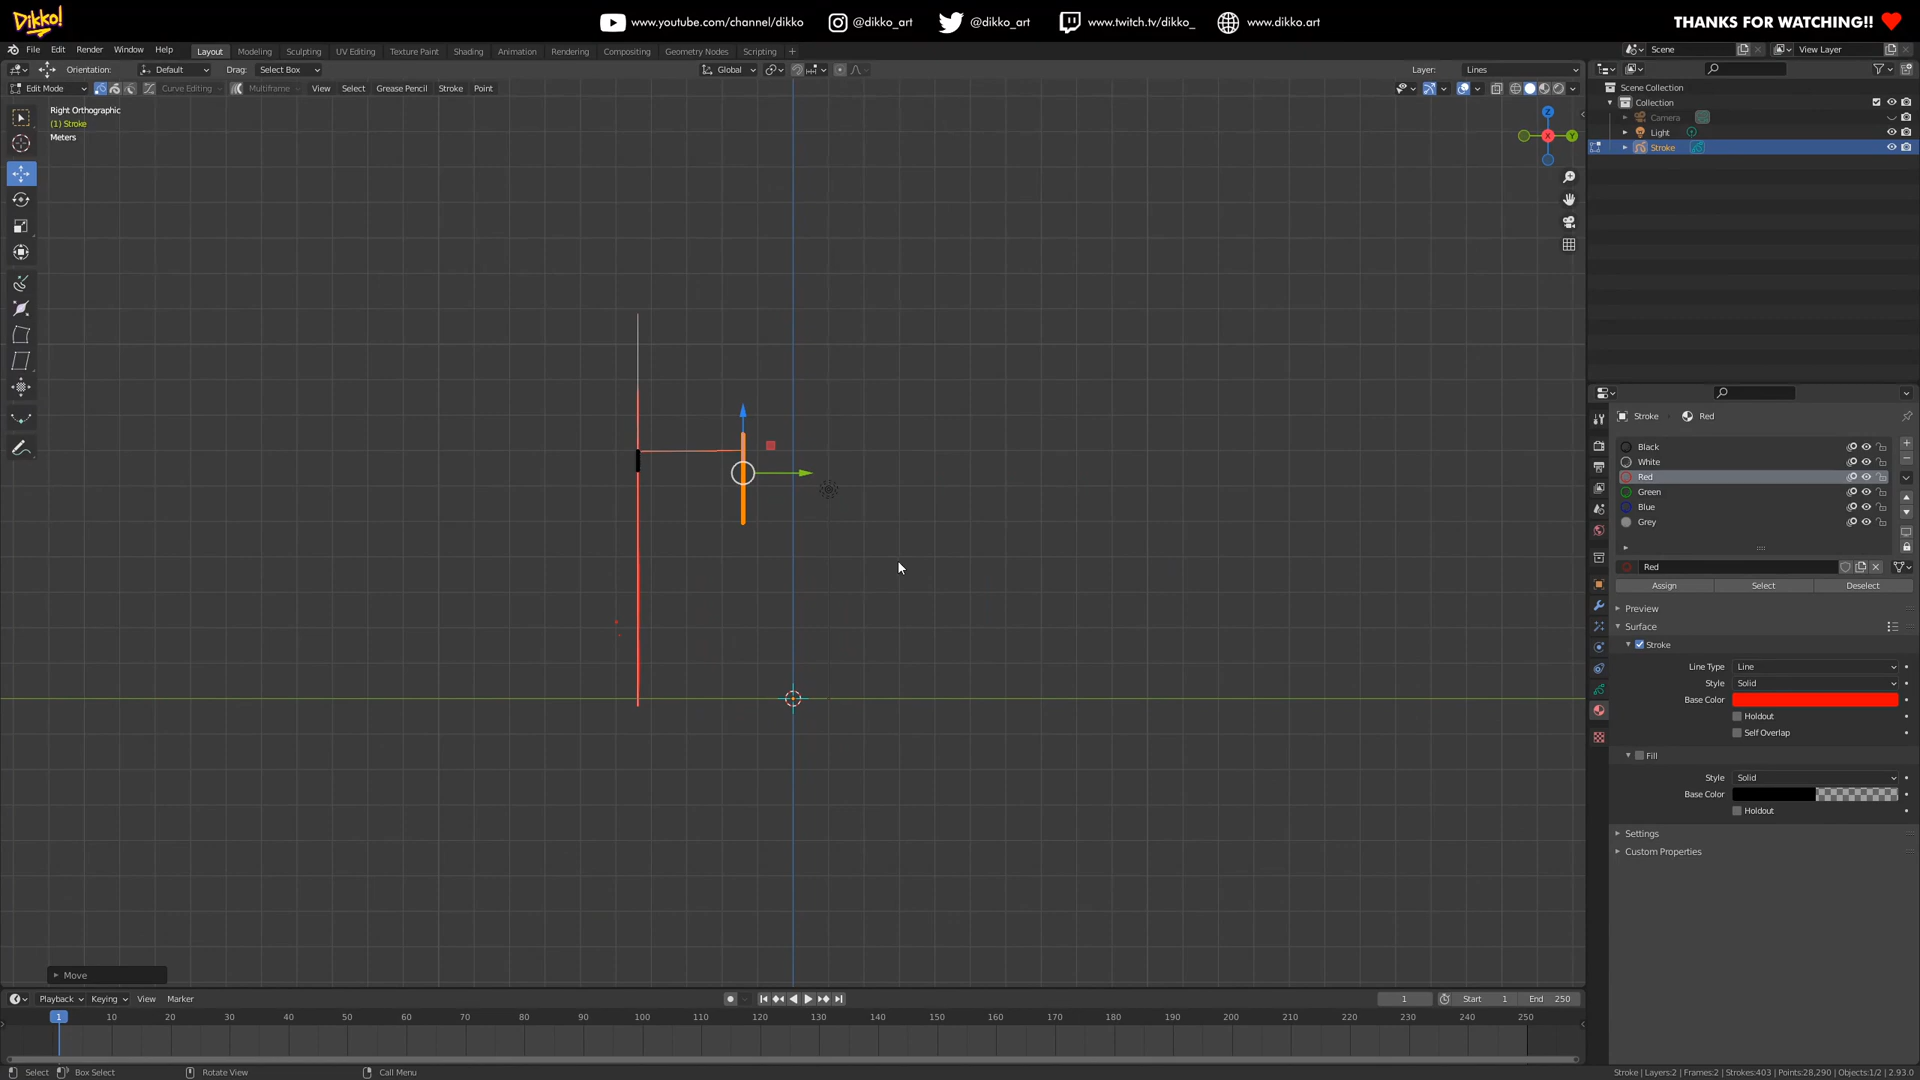 Dikko!
www.youtube.com/channel/dikko
@dikko_art
@dikko_art
www.twitch.tv/dikko_
www.dikko.art
THANKS FOR WATCHING!!
File Edit Render Window Help
Layout Modeling Sculpting UV Editing Texture Paint Shading Animation Rendering Compositing Geometry Nodes Scripting +
Scene
View Layer
Orientation: Default Drag: Select Box
Global
Layer: Lines
Edit Mode
Curve Editing
Multiframe
View Select Grease Pencil Stroke Point
Right Orthographic
(1) Stroke
Meters
Z
X
Y
Scene Collection
Collection
Camera
Light
Stroke
Stroke Red
Black
White
Red
Green
Blue
Grey
Red
Assign Select Deselect
Preview
Surface
Stroke
Line Type Line
Style Solid
Base Color
Holdout
Self Overlap
Fill
Style Solid
Base Color
Holdout
Settings
Custom Properties
Move
Playback Keying View Marker
1 Start 1 End 250
1 10 20 30 40 50 60 70 80 90 100 110 120 130 140 150 160 170 180 190 200 210 220 230 240 250
Select Box Select Rotate View Call Menu
Stroke | Layers:2 | Frames:2 | Strokes:403 | Points:28,290 | Objects:1/2 | 2.93.0